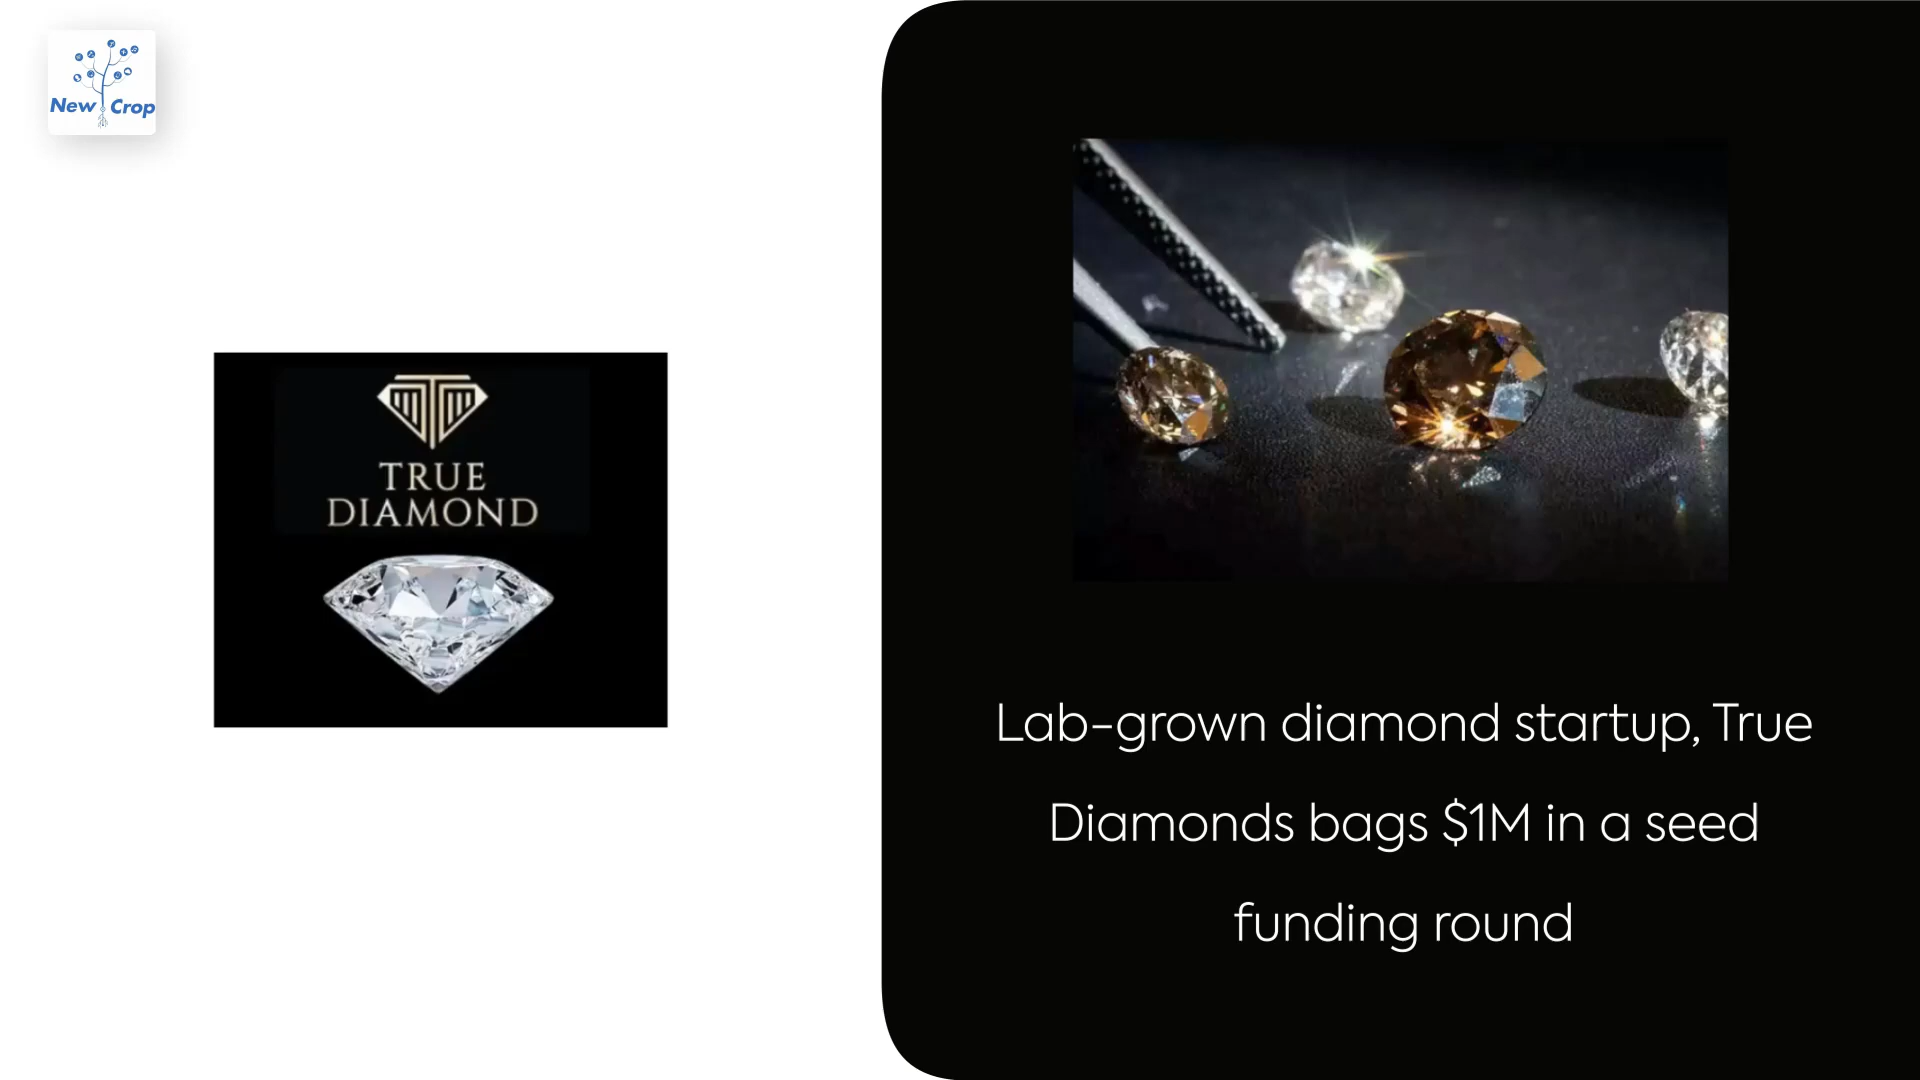 New Crop
TRUE
DIAMOND
Lab-grown diamond startup, True
Diamonds bags $1M in a seed
funding round